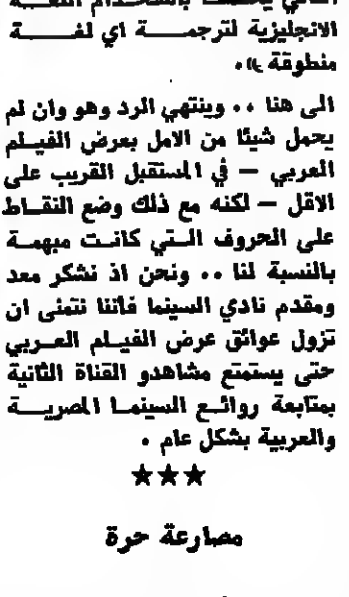 الانجليزية لترجمة اي لغة
منطوقة ».
الى هنا .. وينتهي الرد وهو وان لم
يحمل شيئا من الامل بعرض الفيلم
العربي — في المستقبل القريب على
الاقل — لكنه مع ذلك وضع النقاط
على الحروف التي كانت مبهمة
بالنسبة لنا .. ونحن اذ نشكر معد
ومقدم نادي السينما فأننا نتمنى ان
تزول عوائق عرض الفيلم العربي
حتى يستمتع مشاهدو القناة الثانية
بمتابعة روائع السينما المصرية
والعربية بشكل عام .
★★★
مصارعة حرة